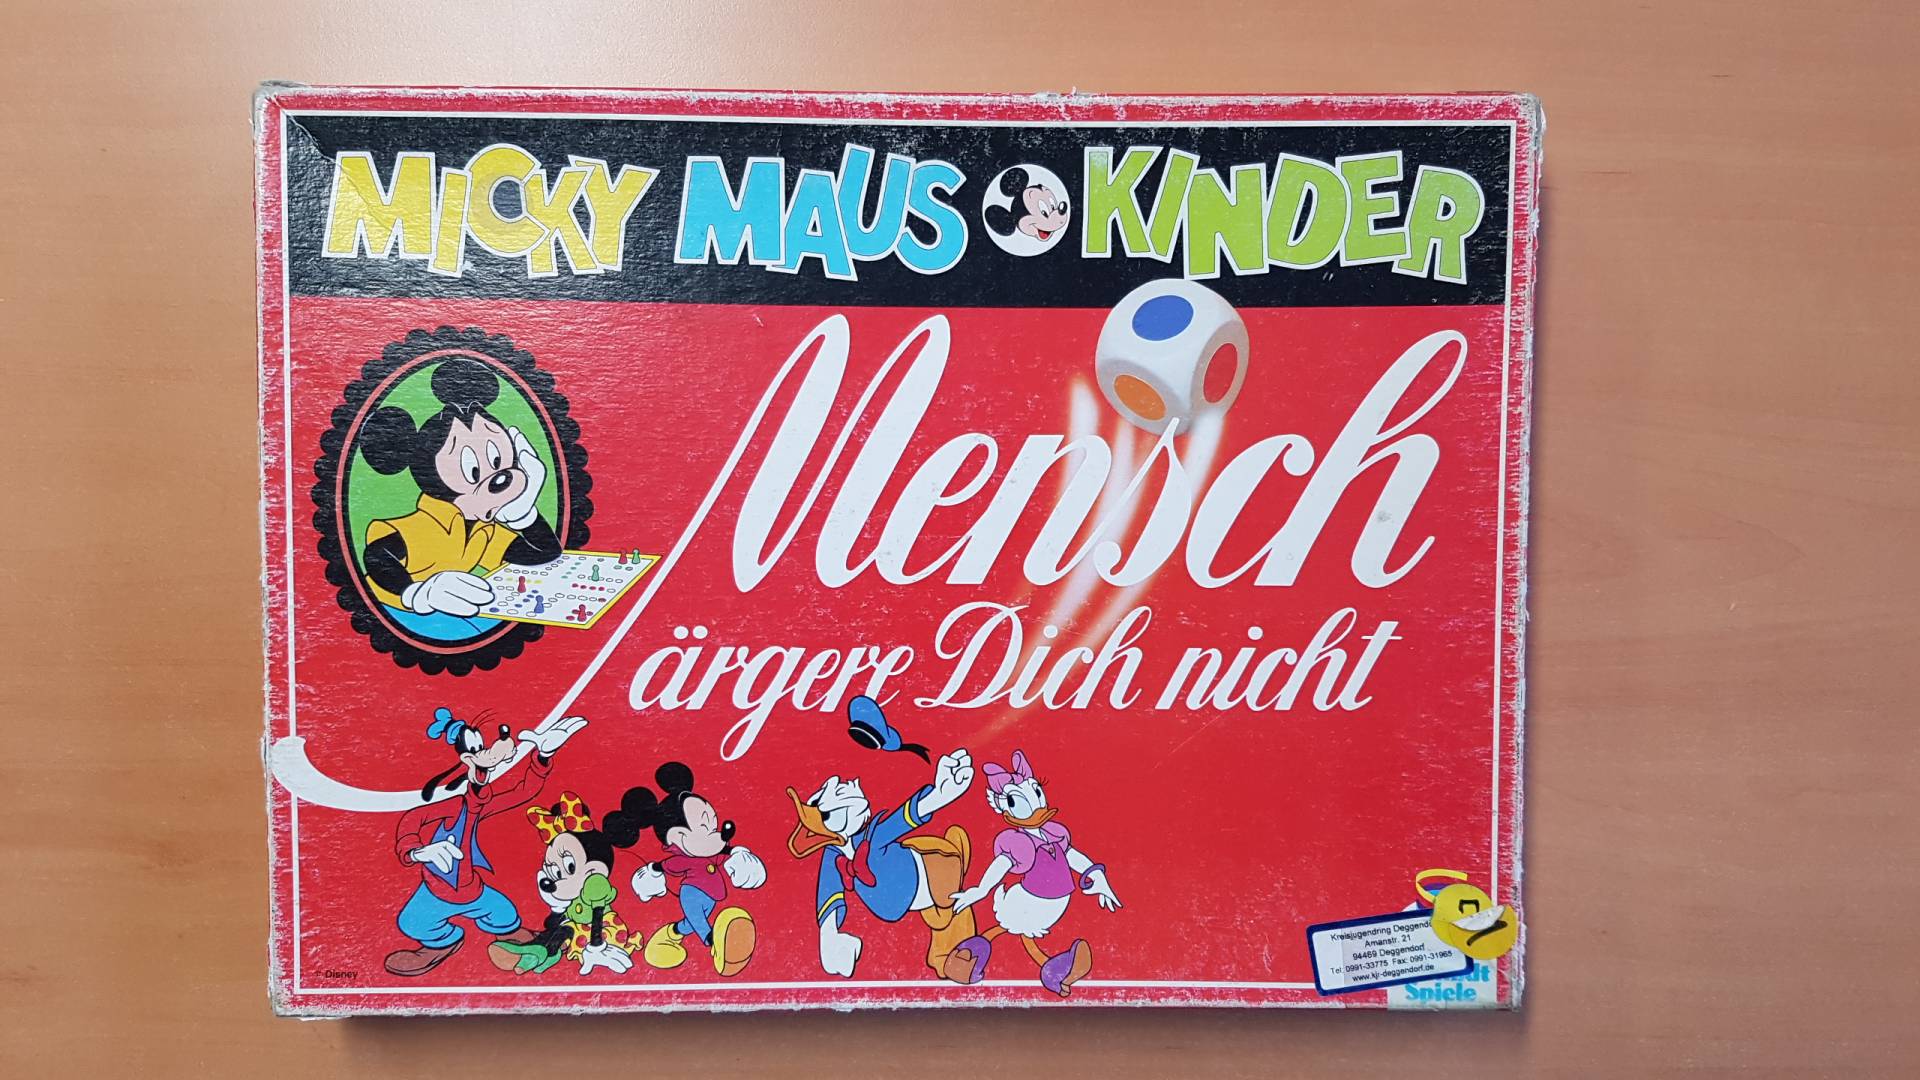 MICKY MAUS KINDER
Mensch
ärgere Dich nicht
© Disney
Kreisjugendring
Amanstr. 21
94469 Deggendorf
Tel: 0991-33775 Fax: 0991-31965
www.kjr-deggendorf.de
Spiele